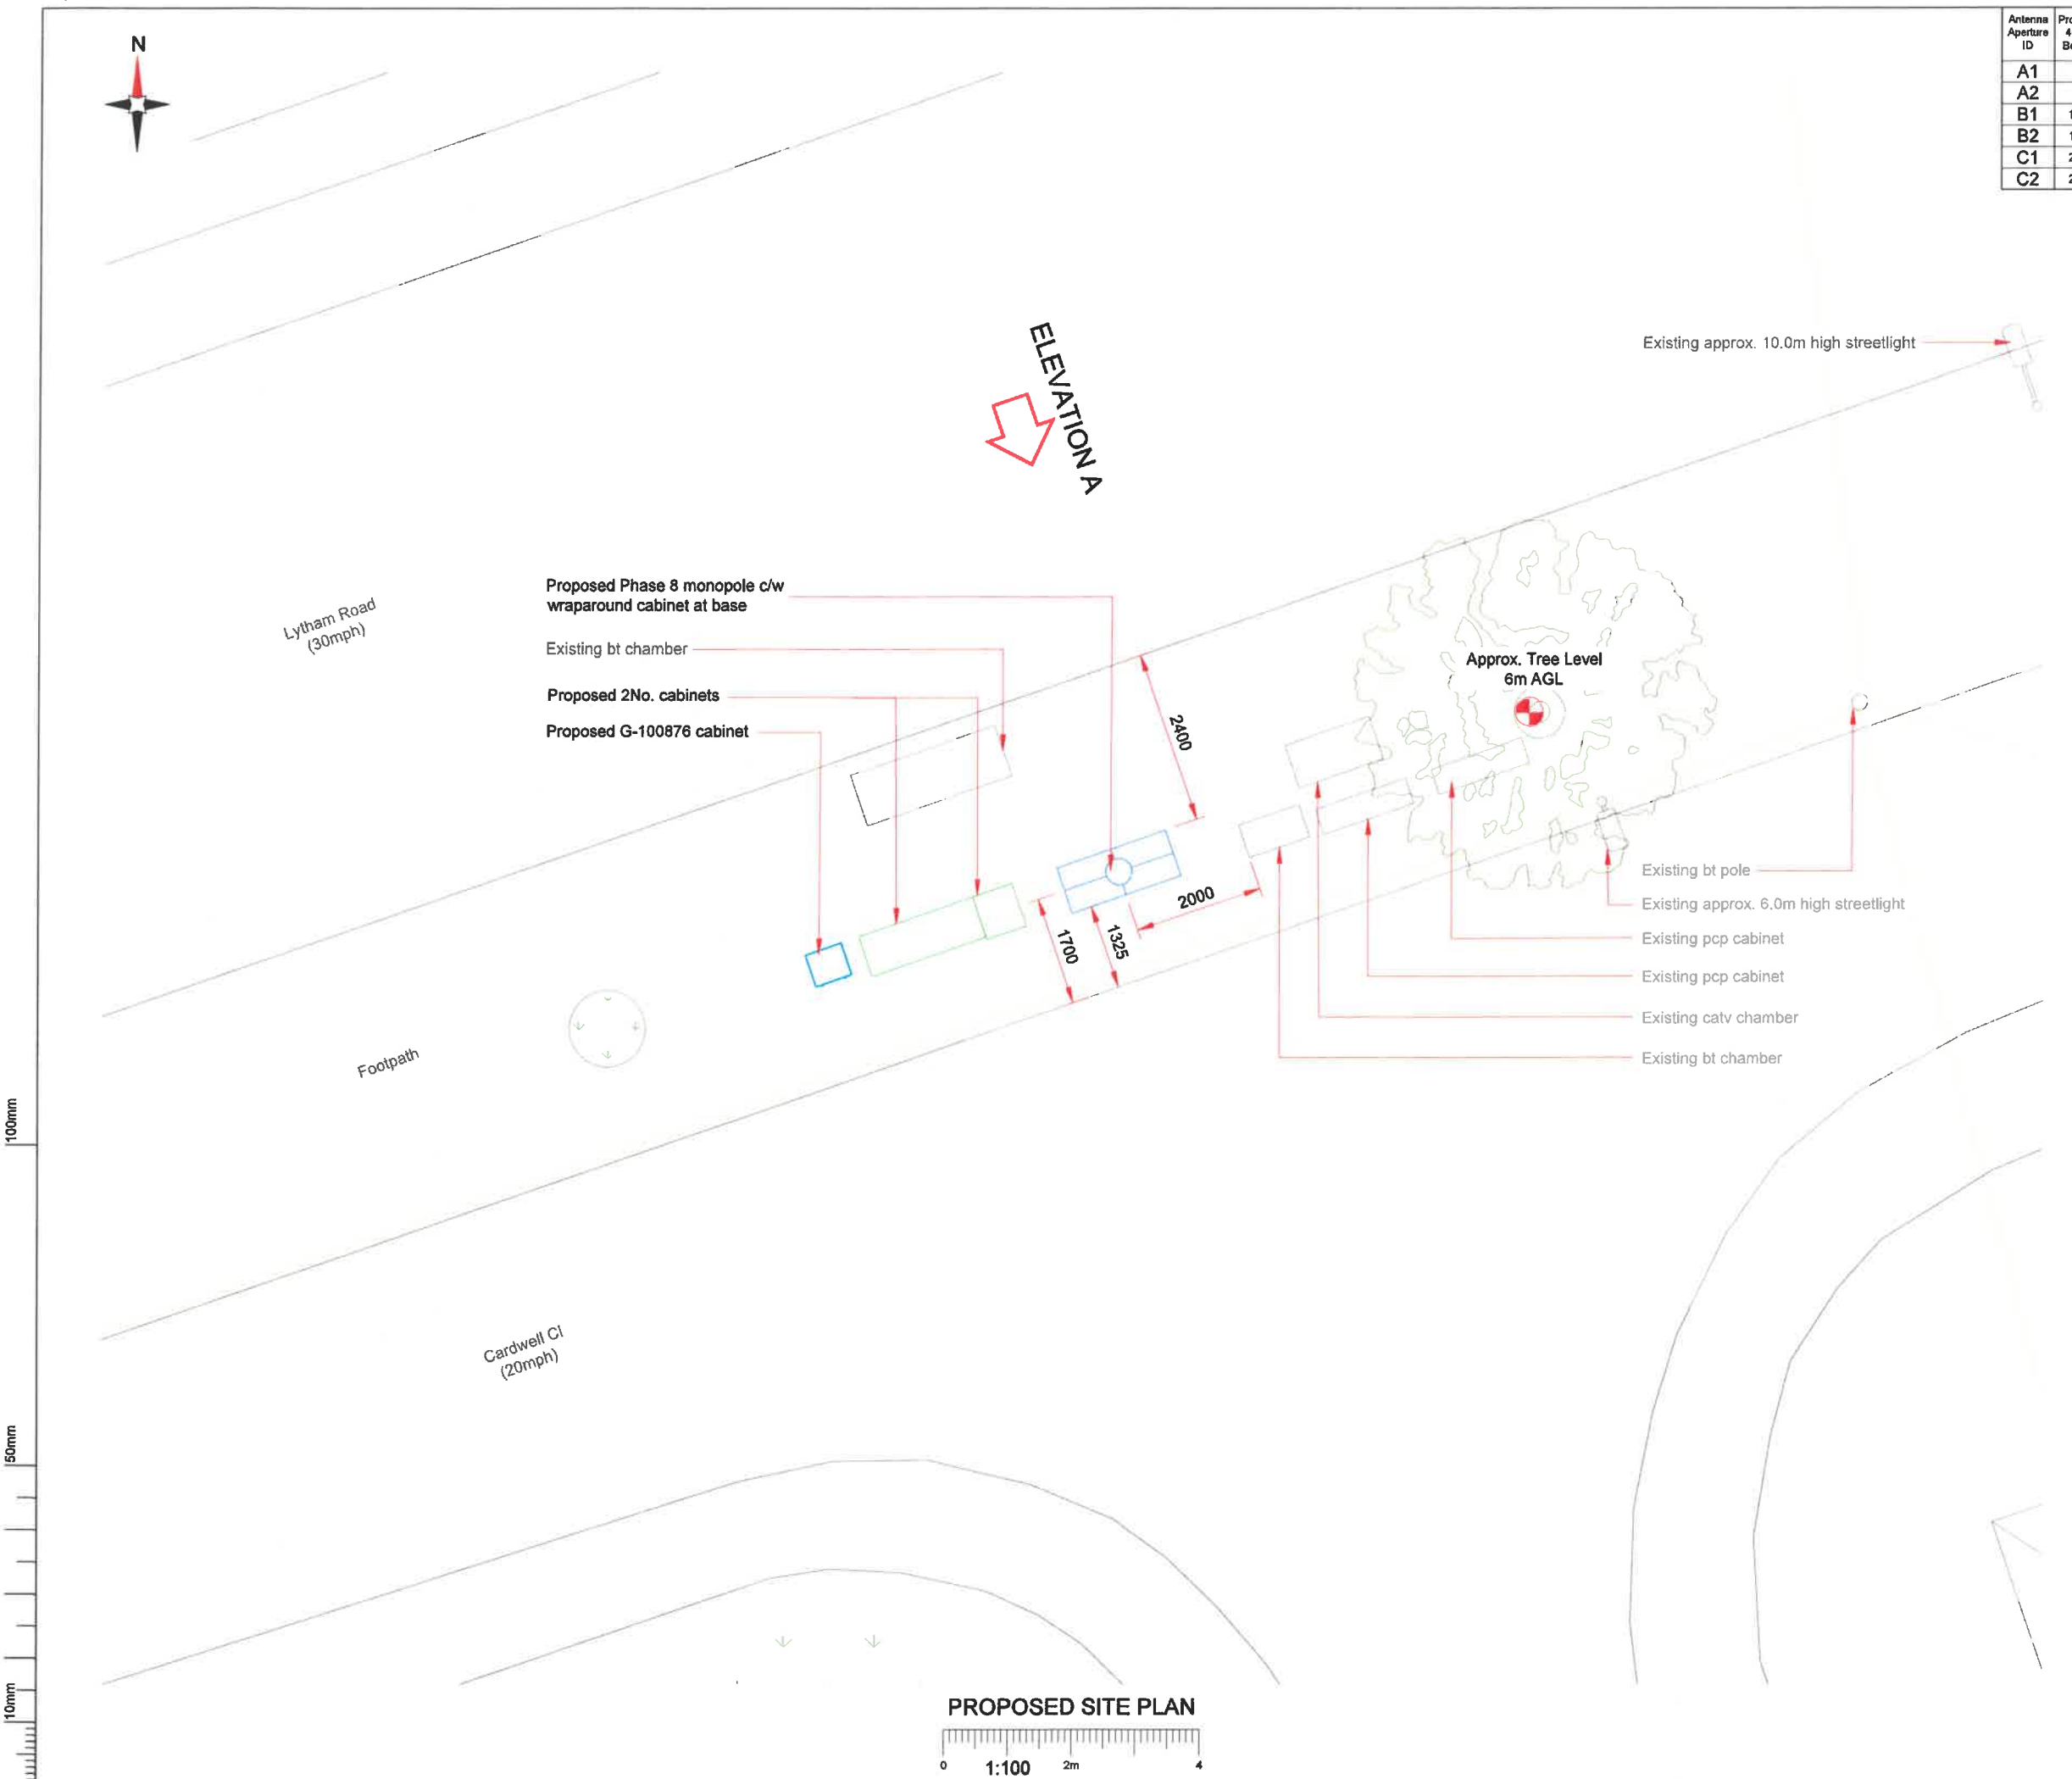 N
Antenna
Aperture
ID
A1
A2
B1
B2
C1
C2
ELEVATION A
Existing approx. 10.0m high streetlight
Lytham Road
(30mph)
Proposed Phase 8 monopole c/w
wraparound cabinet at base
Existing bt chamber
Proposed 2No. cabinets
Proposed G-100876 cabinet
Approx. Tree Level
6m AGL
2400
2000
1700
1325
Existing bt pole
Existing approx. 6.0m high streetlight
Existing pcp cabinet
Existing pcp cabinet
Existing catv chamber
Existing bt chamber
Footpath
Cardwell Cl
(20mph)
100mm
50mm
10mm
PROPOSED SITE PLAN
0 2m 4
1:100